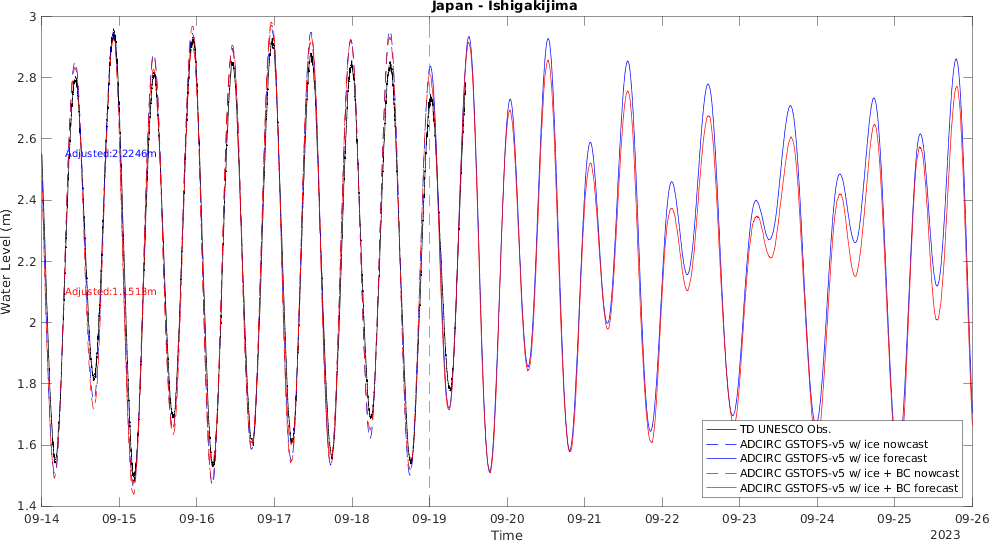 Japan - Ishigakijima
3
2.8
2.6
2.4
2.2
2
1.8
1.6
1.4
Water Level (m)
Adjusted:2.2246m
Adjusted:1.1513m
TD UNESCO Obs.
ADCIRC GSTOFS-v5 w/ ice nowcast
ADCIRC GSTOFS-v5 w/ ice forecast
ADCIRC GSTOFS-v5 w/ ice + BC nowcast
ADCIRC GSTOFS-v5 w/ ice + BC forecast
09-14 09-15 09-16 09-17 09-18 09-19 09-20 09-21 09-22 09-23 09-24 09-25 09-26
Time
2023